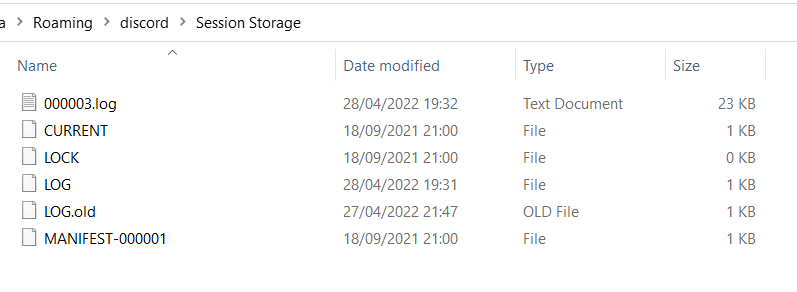 a > Roaming > discord > Session Storage
Name Date modified Type Size
000003.log 28/04/2022 19:32 Text Document 23 KB
CURRENT 18/09/2021 21:00 File 1 KB
LOCK 18/09/2021 21:00 File 0 KB
LOG 28/04/2022 19:31 File 1 KB
LOG.old 27/04/2022 21:47 OLD File 1 KB
MANIFEST-000001 18/09/2021 21:00 File 1 KB